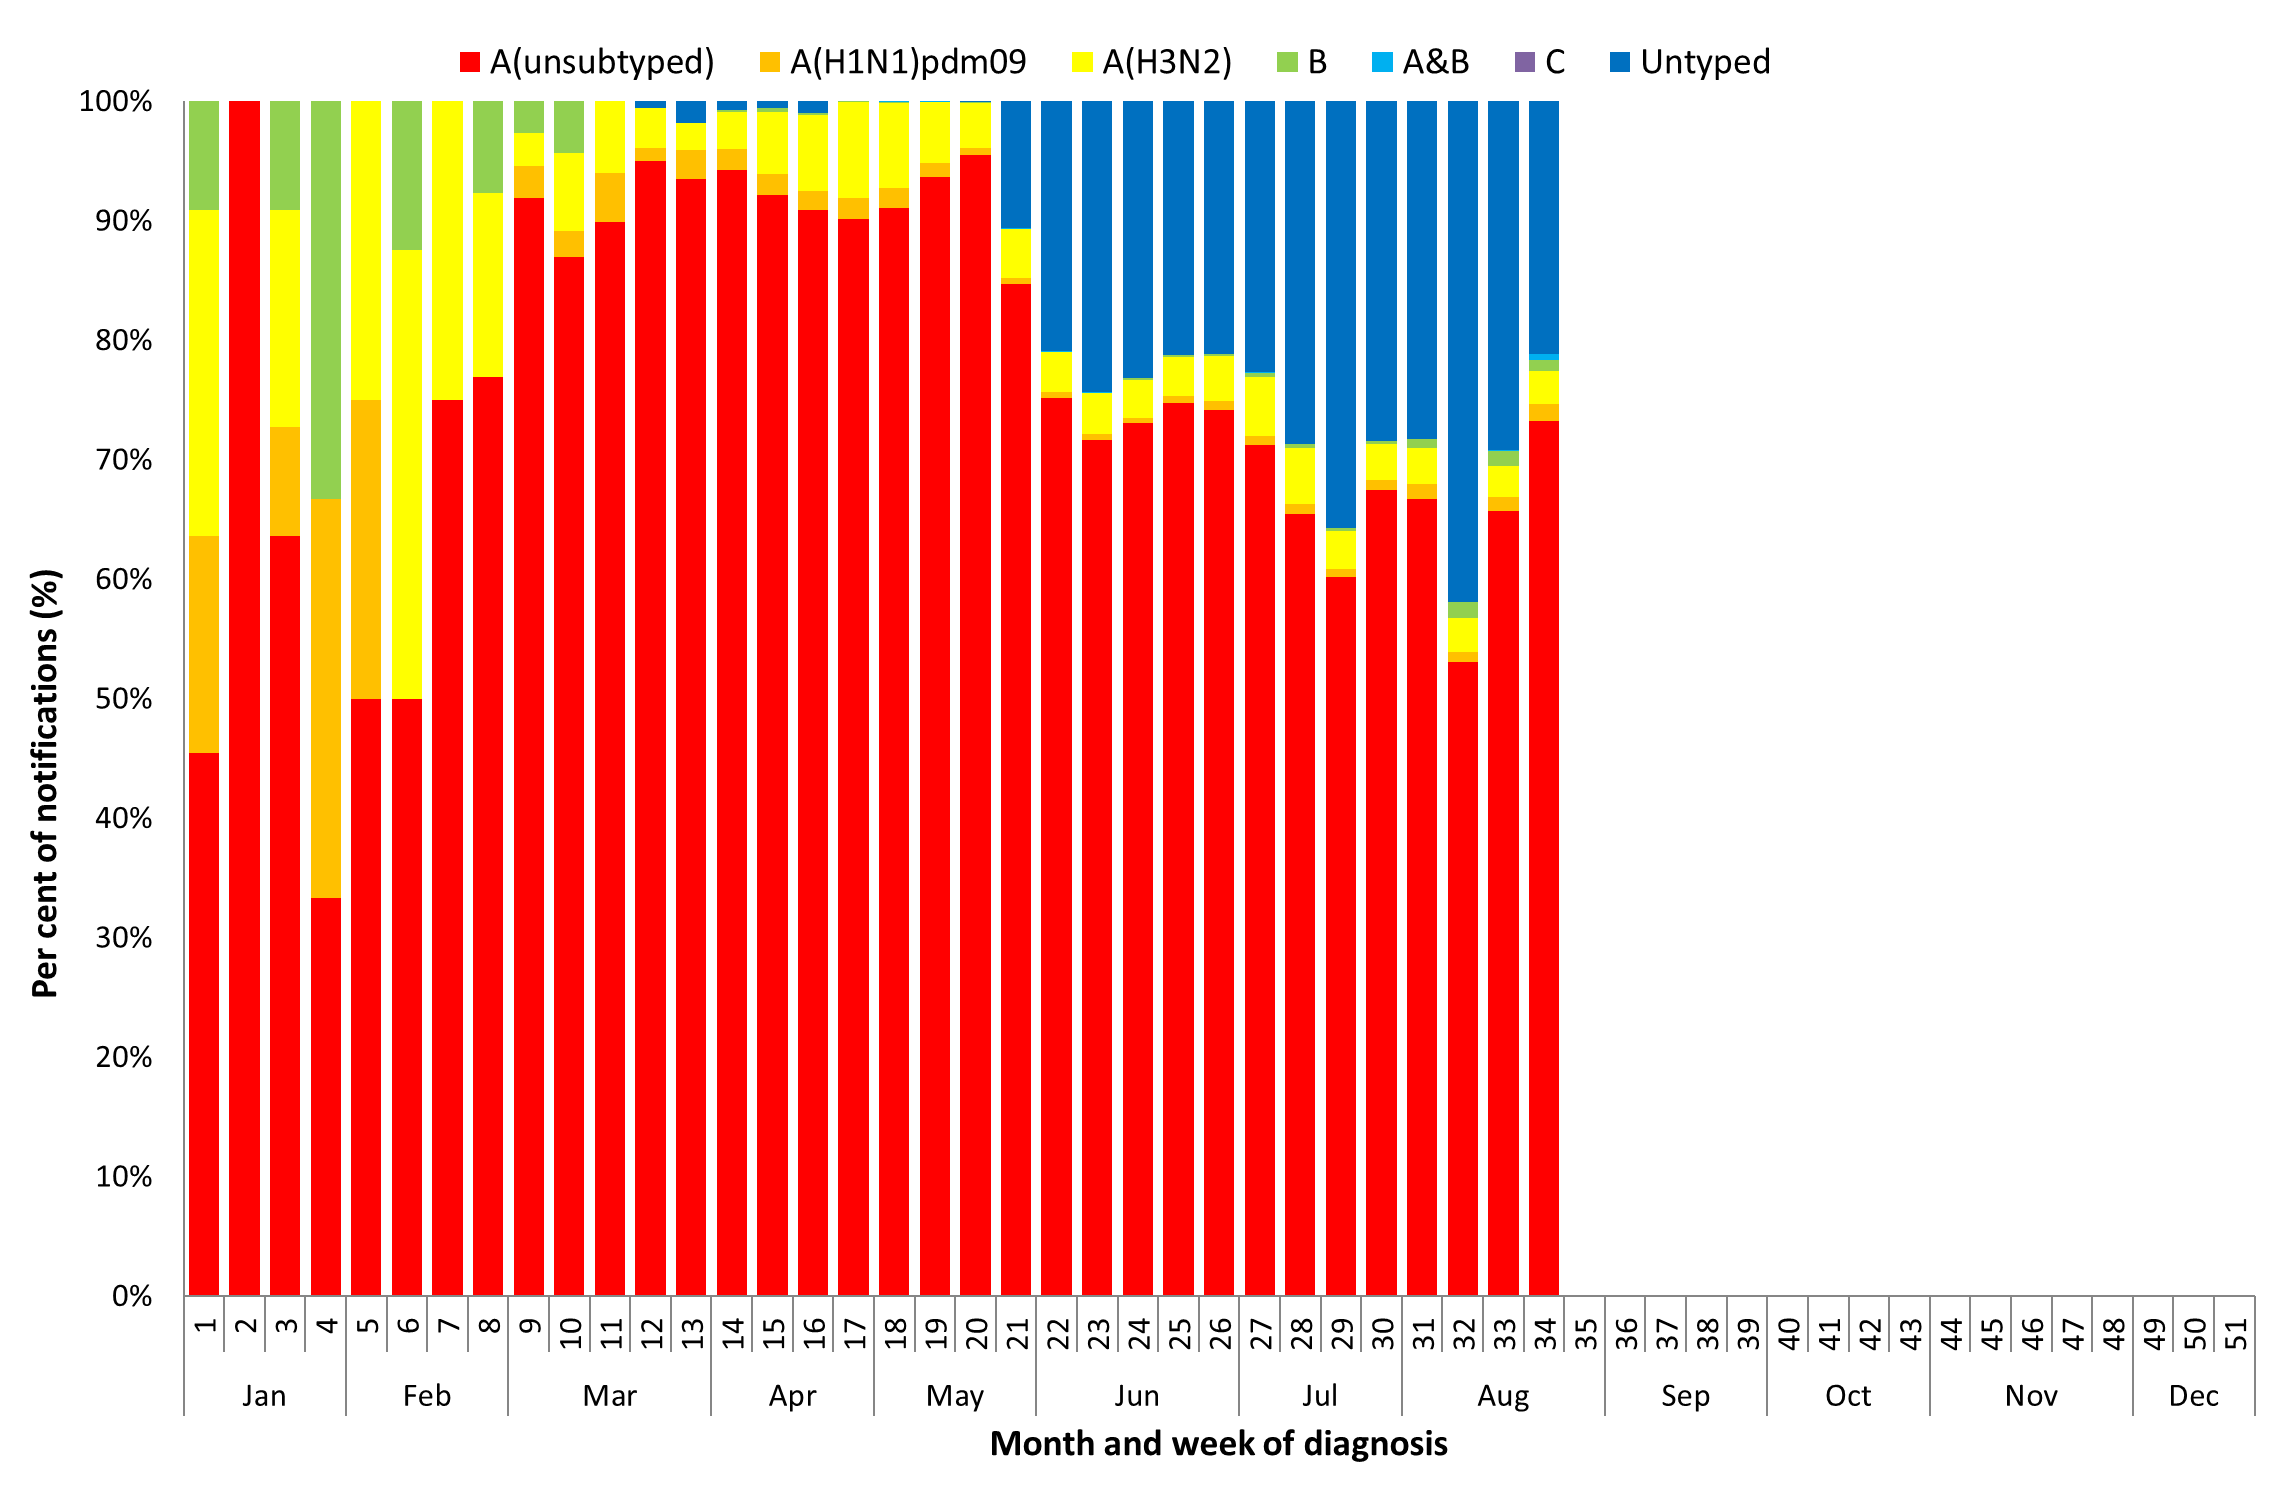 A(unsubtyped) A(H1N1)pdm09 A(H3N2) B A&B C Untyped
100%
90%
80%
70%
60%
50%
40%
30%
20%
10%
0%
Per cent of notifications (%)
1 2 3 4 5 6 7 8 9 10 11 12 13 14 15 16 17 18 19 20 21 22 23 24 25 26 27 28 29 30 31 32 33 34 35 36 37 38 39 40 41 42 43 44 45 46 47 48 49 50 51
Jan Feb Mar Apr May Jun Jul Aug Sep Oct Nov Dec
Month and week of diagnosis